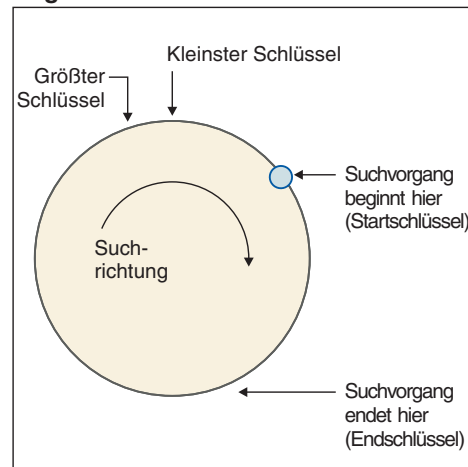 Kleinster Schlüssel
Größter
Schlüssel
Suchvorgang
beginnt hier
(Startschlüssel)
Such-
richtung
Suchvorgang
endet hier
(Endschlüssel)